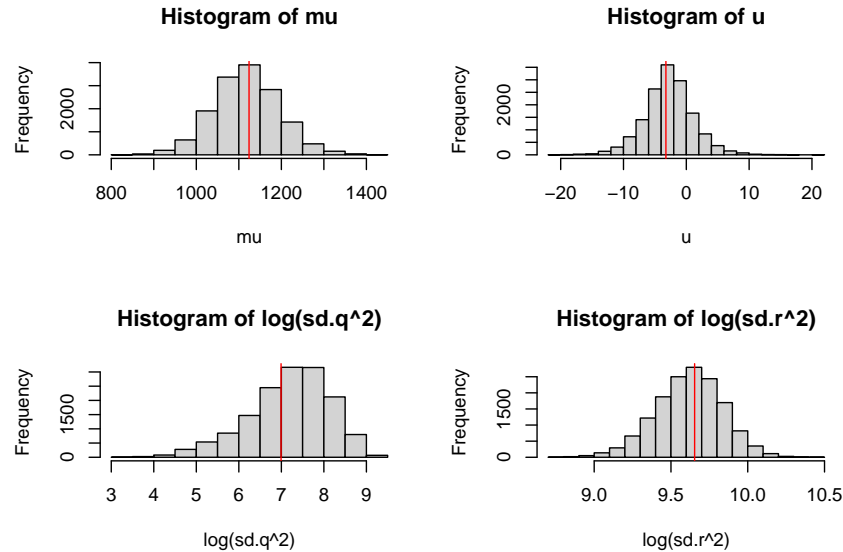 Histogram of mu
Frequency
0 2000
800 1000 1200 1400
mu
Histogram of u
Frequency
0 2000
−20 −10 0 10 20
u
Histogram of log(sd.q^2)
Frequency
0 1500
3 4 5 6 7 8 9
log(sd.q^2)
Histogram of log(sd.r^2)
Frequency
0 1500
9.0 9.5 10.0 10.5
log(sd.r^2)